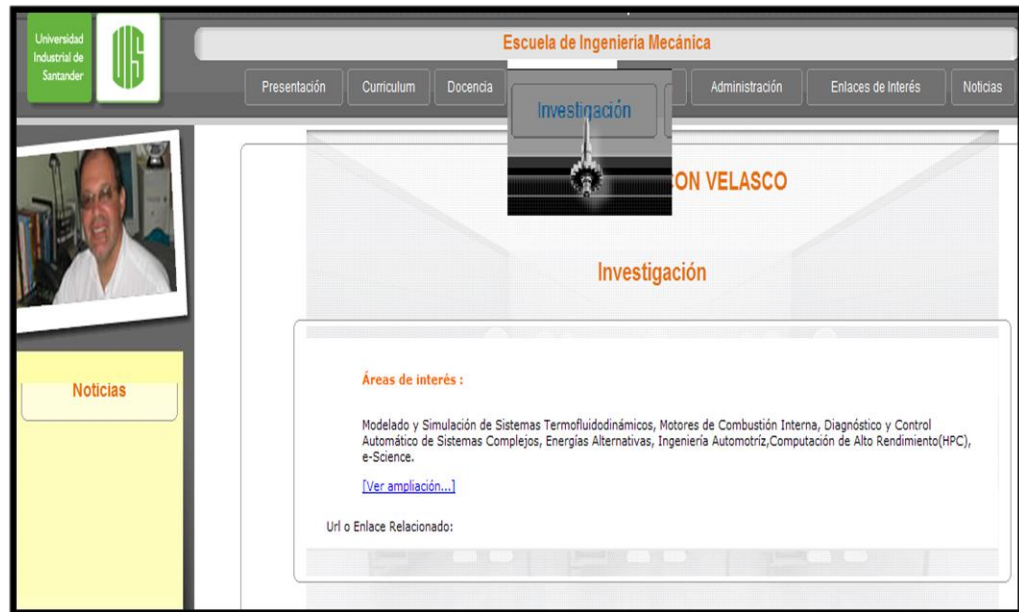 Universidad
Industrial de
Santander
UIS
Escuela de Ingeniería Mecánica
Presentación Curriculum Docencia Investigación Administración Enlaces de Interés Noticias
CON VELASCO
Investigación
Noticias
Áreas de interés :
Modelado y Simulación de Sistemas Termofluidodinámicos, Motores de Combustión Interna, Diagnóstico y Control
Automático de Sistemas Complejos, Energías Alternativas, Ingeniería Automotríz,Computación de Alto Rendimiento(HPC),
e-Science.
[Ver ampliación...]
Url o Enlace Relacionado: